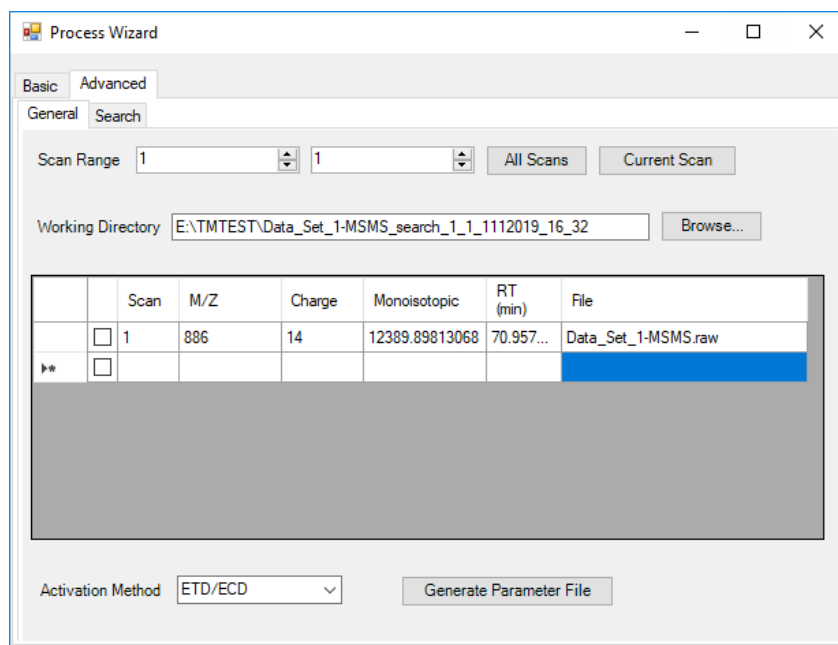 Process Wizard
Basic Advanced
General Search
Scan Range 1 1 All Scans Current Scan
Working Directory E:\TMTEST\Data_Set_1-MSMS_search_1_1_1112019_16_32 Browse...
Scan M/Z Charge Monoisotopic RT (min) File
1 886 14 12389.89813068 70.957... Data_Set_1-MSMS.raw
Activation Method ETD/ECD Generate Parameter File